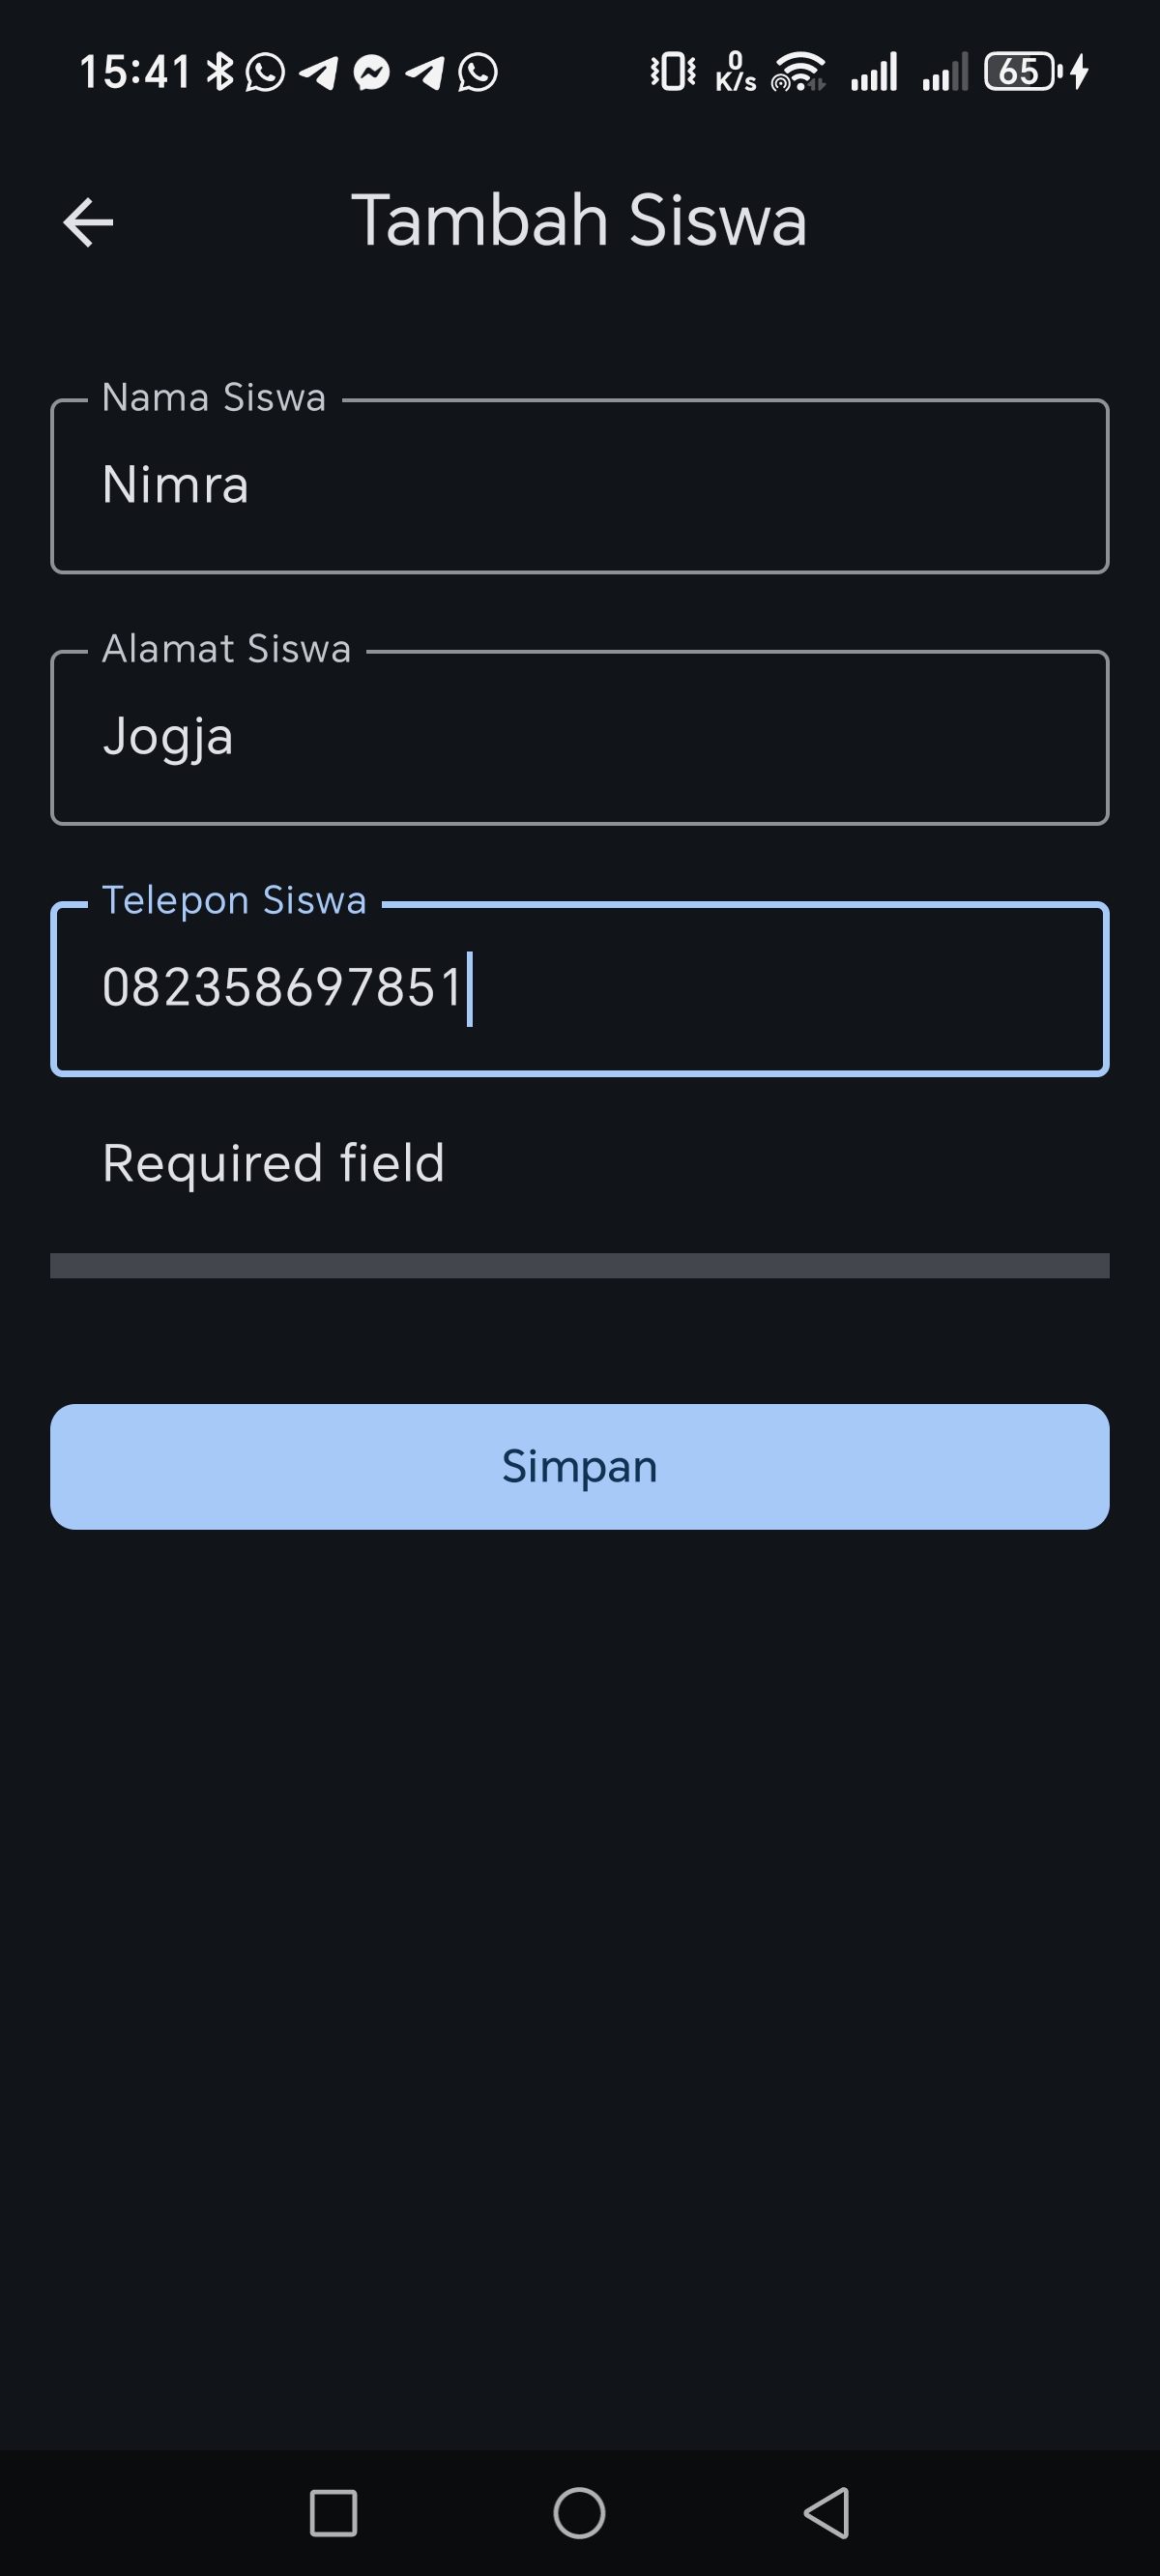 15:41
0
K/s
65
Tambah Siswa
Nama Siswa
Nimra
Alamat Siswa
Jogja
Telepon Siswa
082358697851
Required field
Simpan